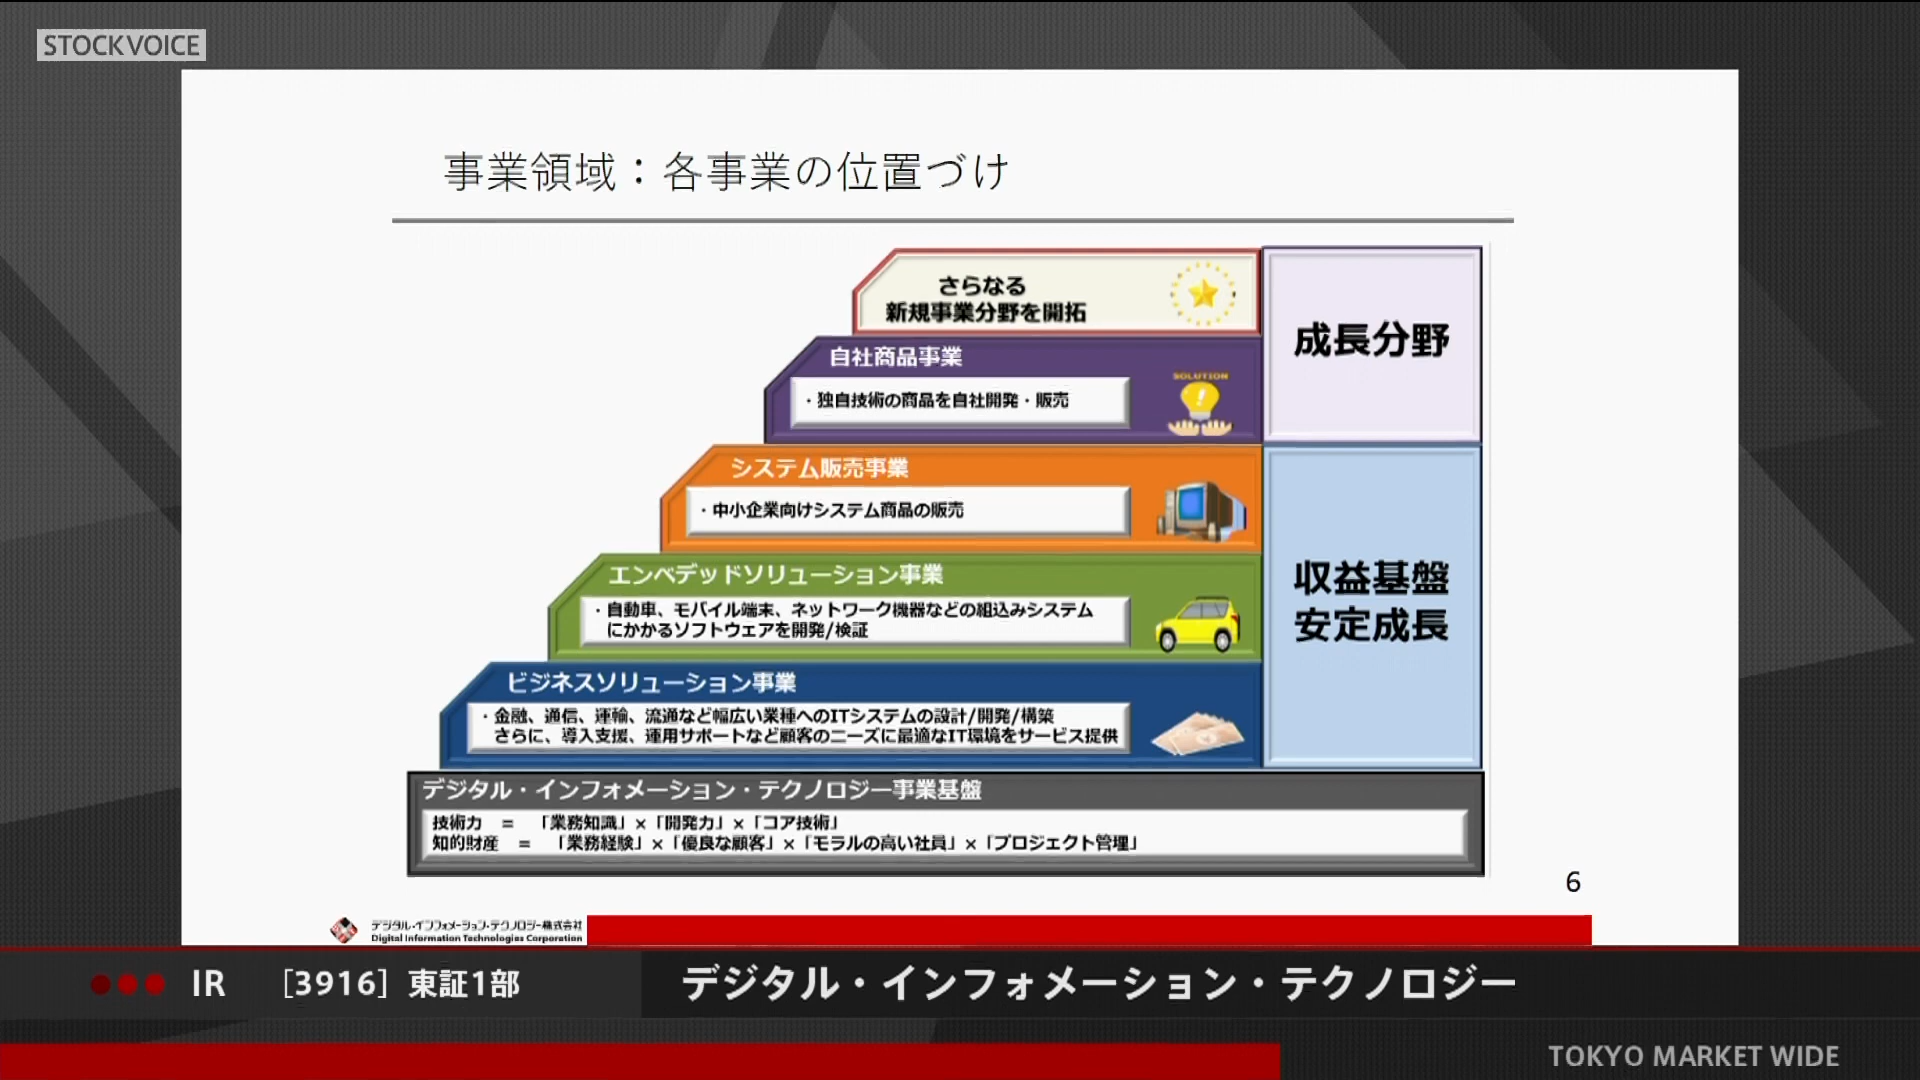 STOCKVOICE
事業領域：各事業の位置づけ
さらなる
新規事業分野を開拓
成長分野
自社商品事業
・独自技術の商品を自社開発・販売
SOLUTION
システム販売事業
・中小企業向けシステム商品の販売
エンベデッドソリューション事業
・自動車、モバイル端末、ネットワーク機器などの組込みシステム
にかかるソフトウェアを開発/検証
収益基盤
安定成長
ビジネスソリューション事業
・金融、通信、運輸、流通など幅広い業種へのITシステムの設計/開発/構築
さらに、導入支援、運用サポートなど顧客のニーズに最適なIT環境をサービス提供
デジタル・インフォメーション・テクノロジー事業基盤
技術力 ＝ 「業務知識」×「開発力」×「コア技術」
知的財産 ＝ 「業務経験」×「優良な顧客」×「モラルの高い社員」×「プロジェクト管理」
6
デジタル・インフォメーション・テクノロジー株式会社
Digital Information Technologies Corporation
IR [3916] 東証1部
デジタル・インフォメーション・テクノロジー
TOKYO MARKET WIDE